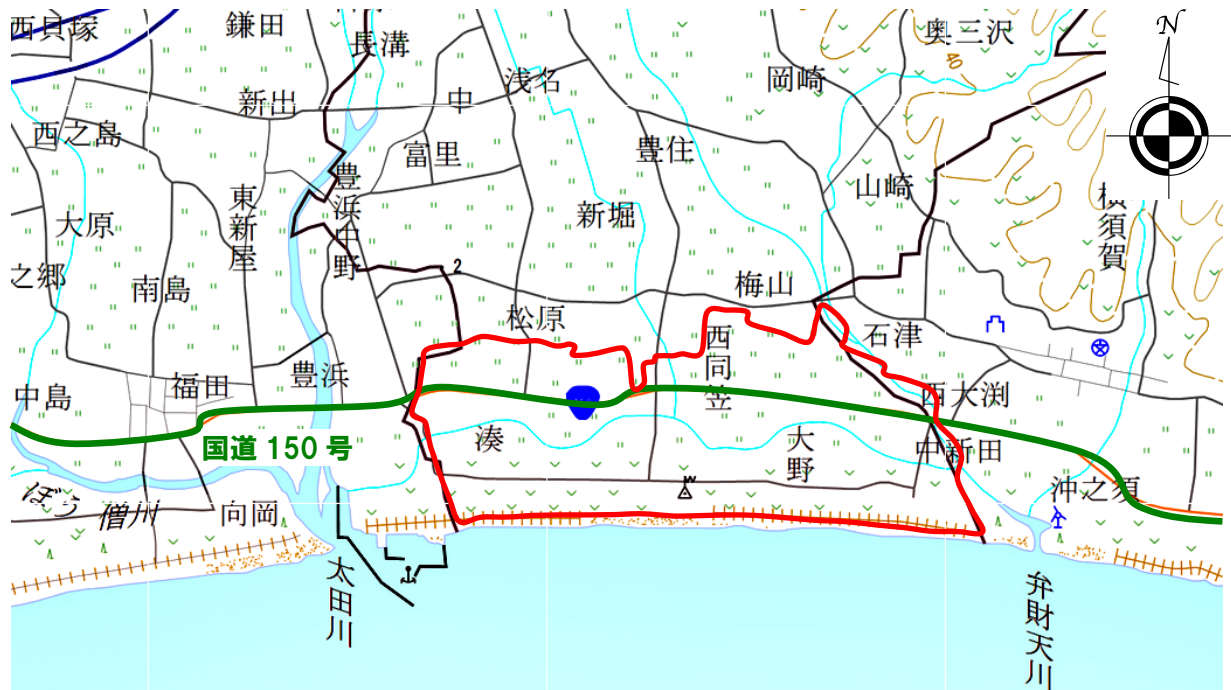 西貝塚
鎌田
長溝
浅名
奥三沢
N
岡崎
新出
中
西之島
富里
豊住
豊浜中野
山崎
東新屋
横須賀
大原
新堀
之郷
2
南島
梅山
松原
石津
西同笠
福田
豊浜
中島
西大渕
国道150号
湊
大野
中新田
沖之須
ぼう僧川
向岡
太田川
弁財天川